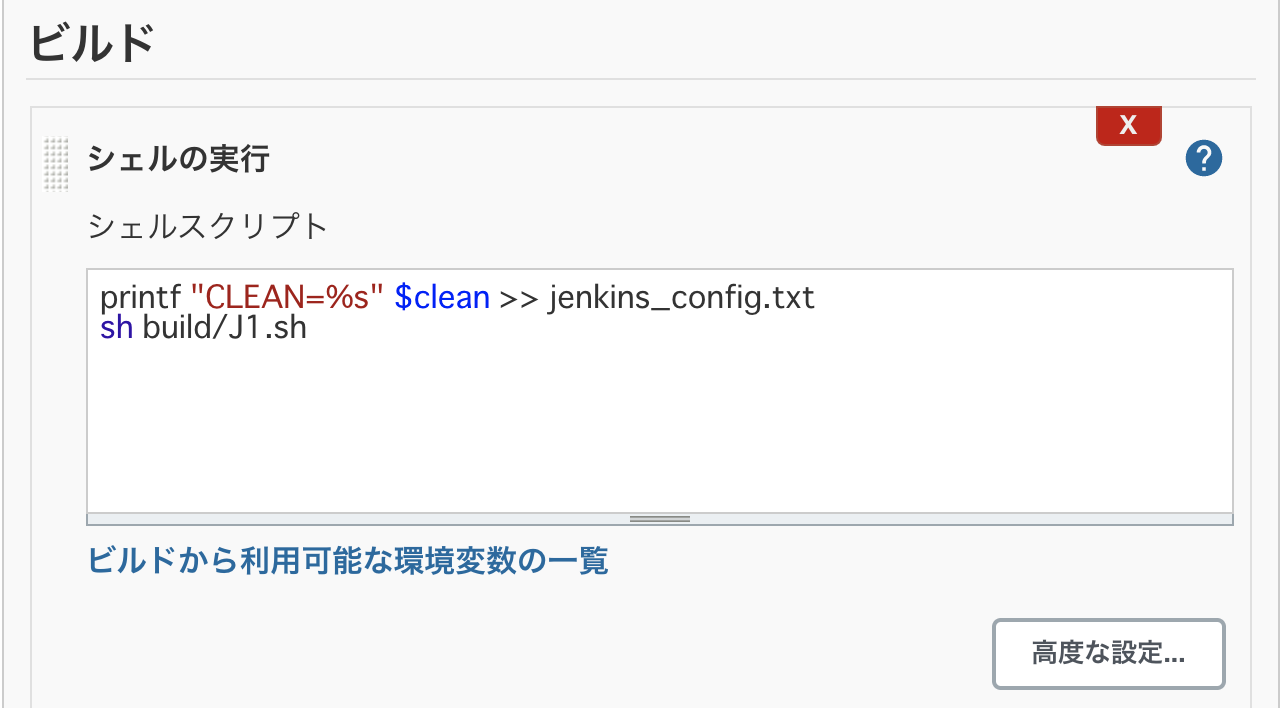 ビルド
X
シェルの実行
?
シェルスクリプト
printf "CLEAN=%s" $clean >> jenkins_config.txt
sh build/J1.sh
ビルドから利用可能な環境変数の一覧
高度な設定...